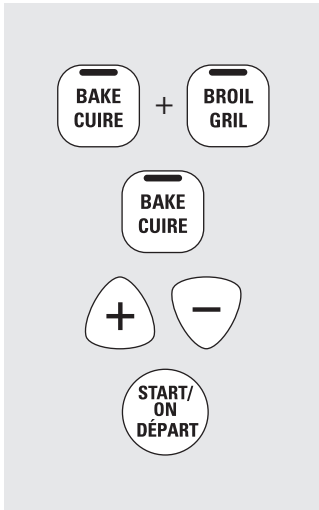 BAKE
CUIRE
+
BROIL
GRIL
BAKE
CUIRE
+ −
START/
ON
DÉPART